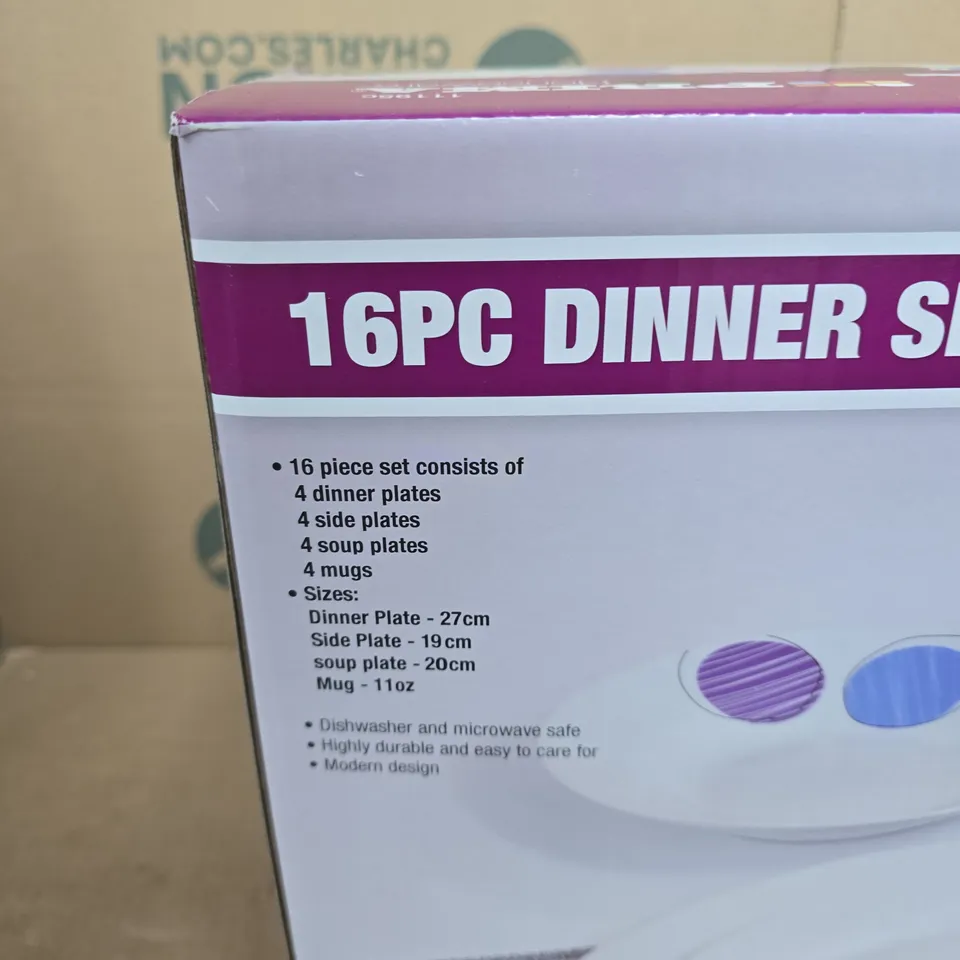 CHARLES.COM
16PC DINNER
• 16 piece set consists of
4 dinner plates
4 side plates
4 soup plates
4 mugs
• Sizes:
Dinner Plate - 27cm
Side Plate - 19cm
soup plate - 20cm
Mug - 11oz
• Dishwasher and microwave safe
• Highly durable and easy to care for
• Modern design